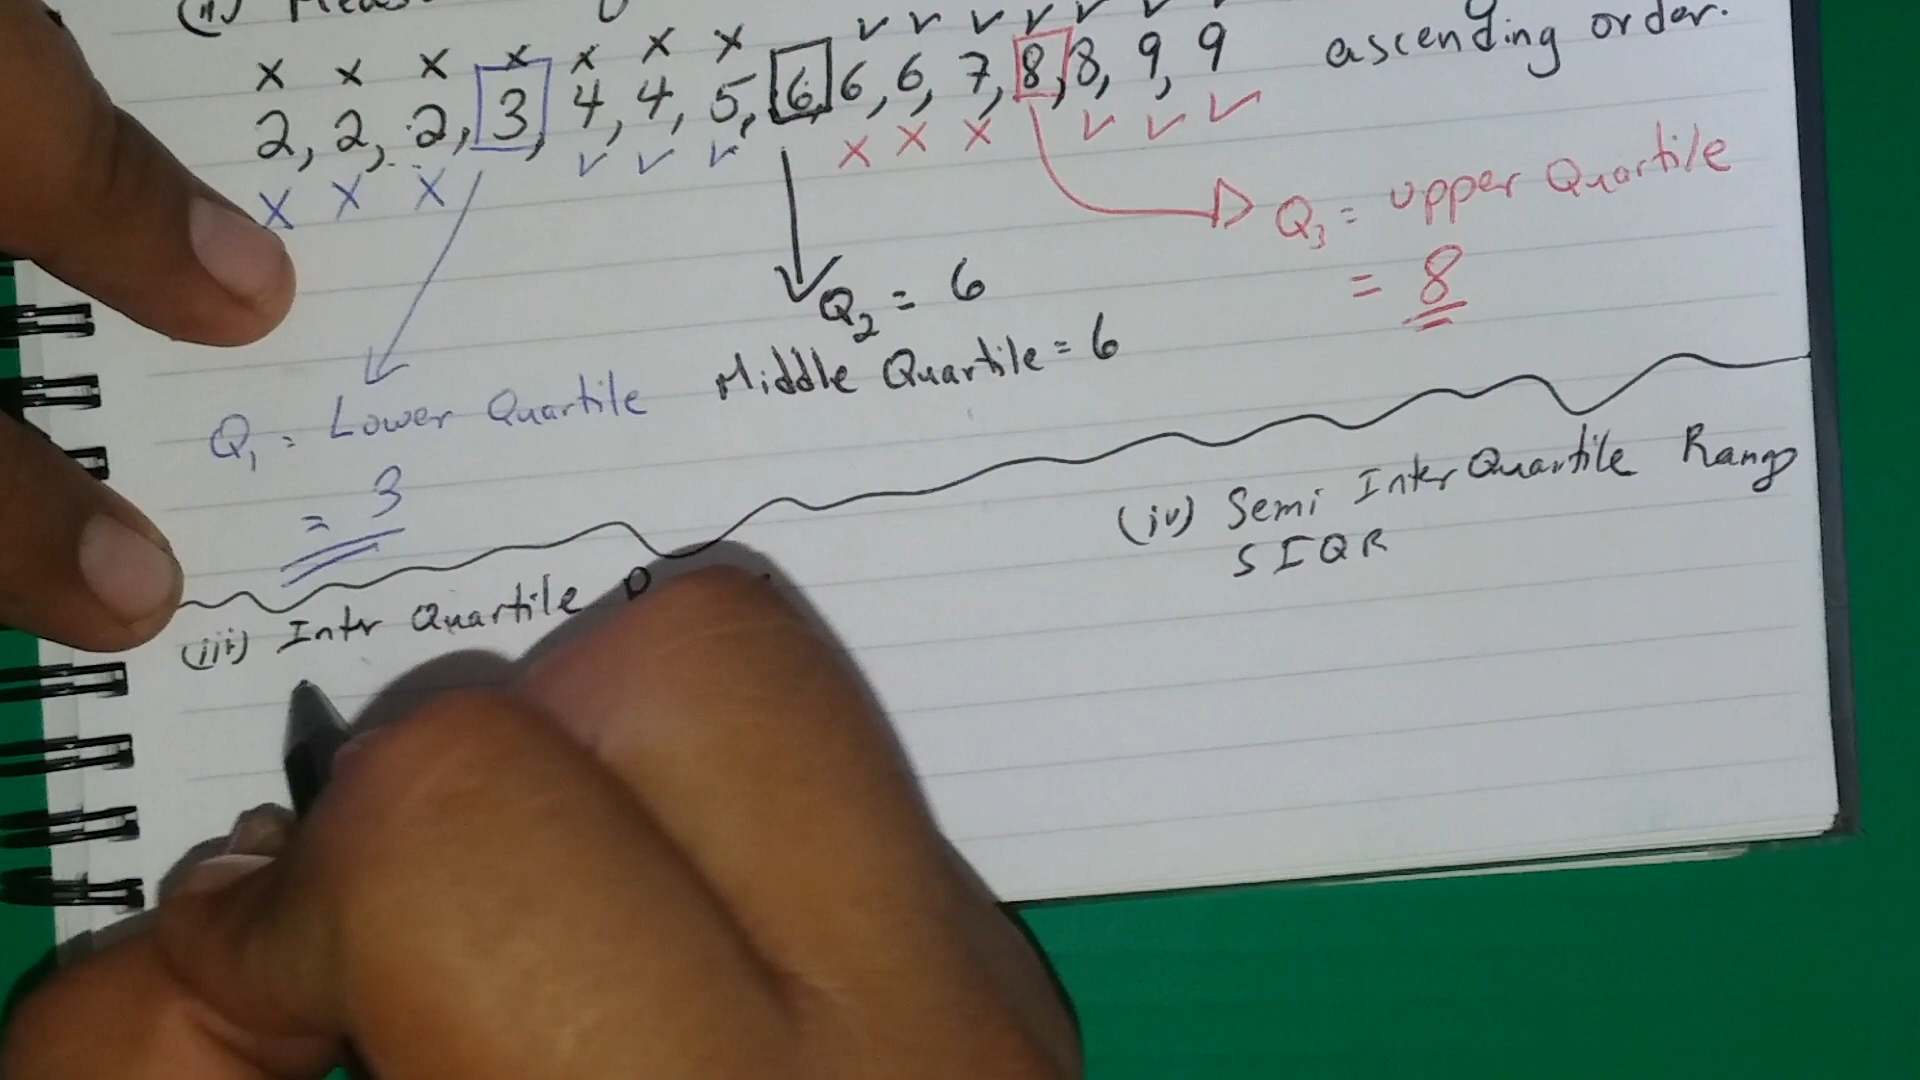 (ii)
2, 2, 2, 3, 4, 4, 5, 6, 6, 6, 7, 8, 8, 9, 9 ascending order.
Q3 = upper Quartile
= 8
Q2 = 6
Middle Quartile = 6
Q1 = Lower Quartile
= 3
(iii) Intr Quartile
(iv) Semi Inter Quartile Rang
SIQR